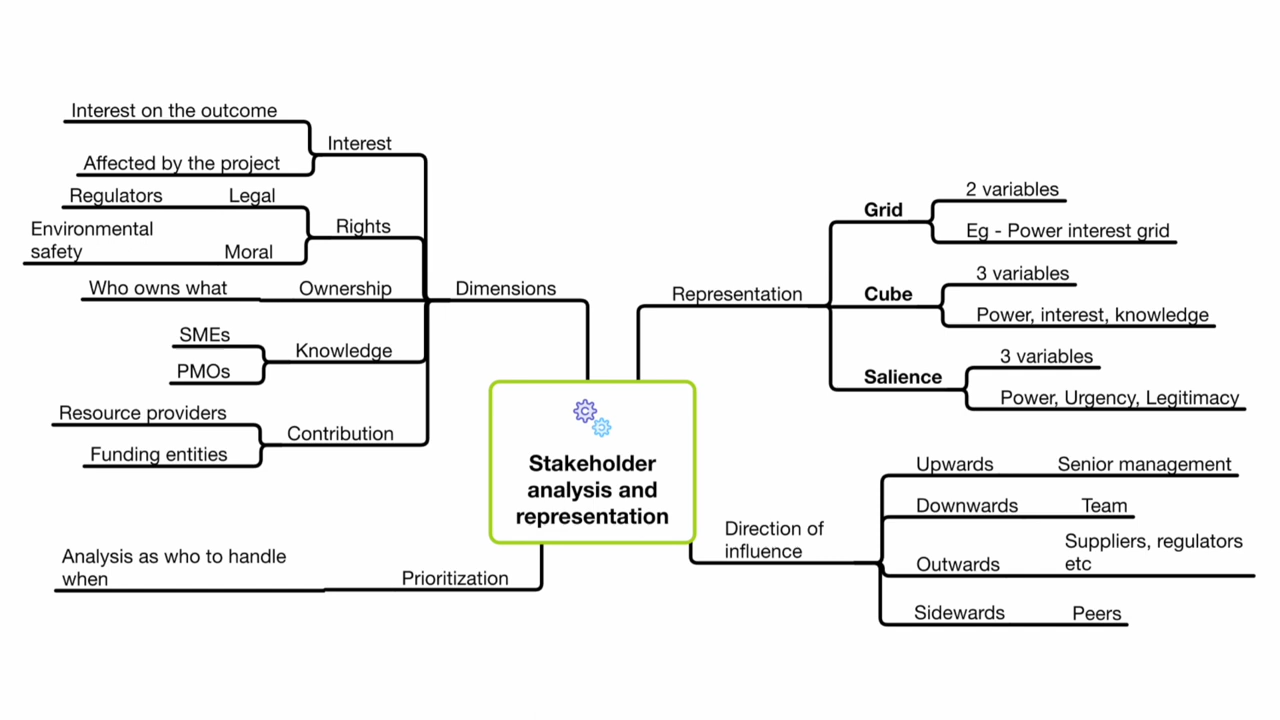 Interest on the outcome
Interest
Affected by the project
Regulators Legal
Rights
Environmental
safety Moral
Who owns what Ownership
Dimensions
SMEs
Knowledge
PMOs
Resource providers
Contribution
Funding entities
Analysis as who to handle
when Prioritization
Stakeholder
analysis and
representation
Representation
Grid
2 variables
Eg - Power interest grid
Cube
3 variables
Power, interest, knowledge
Salience
3 variables
Power, Urgency, Legitimacy
Direction of
influence
Upwards Senior management
Downwards Team
Outwards Suppliers, regulators
etc
Sidewards Peers